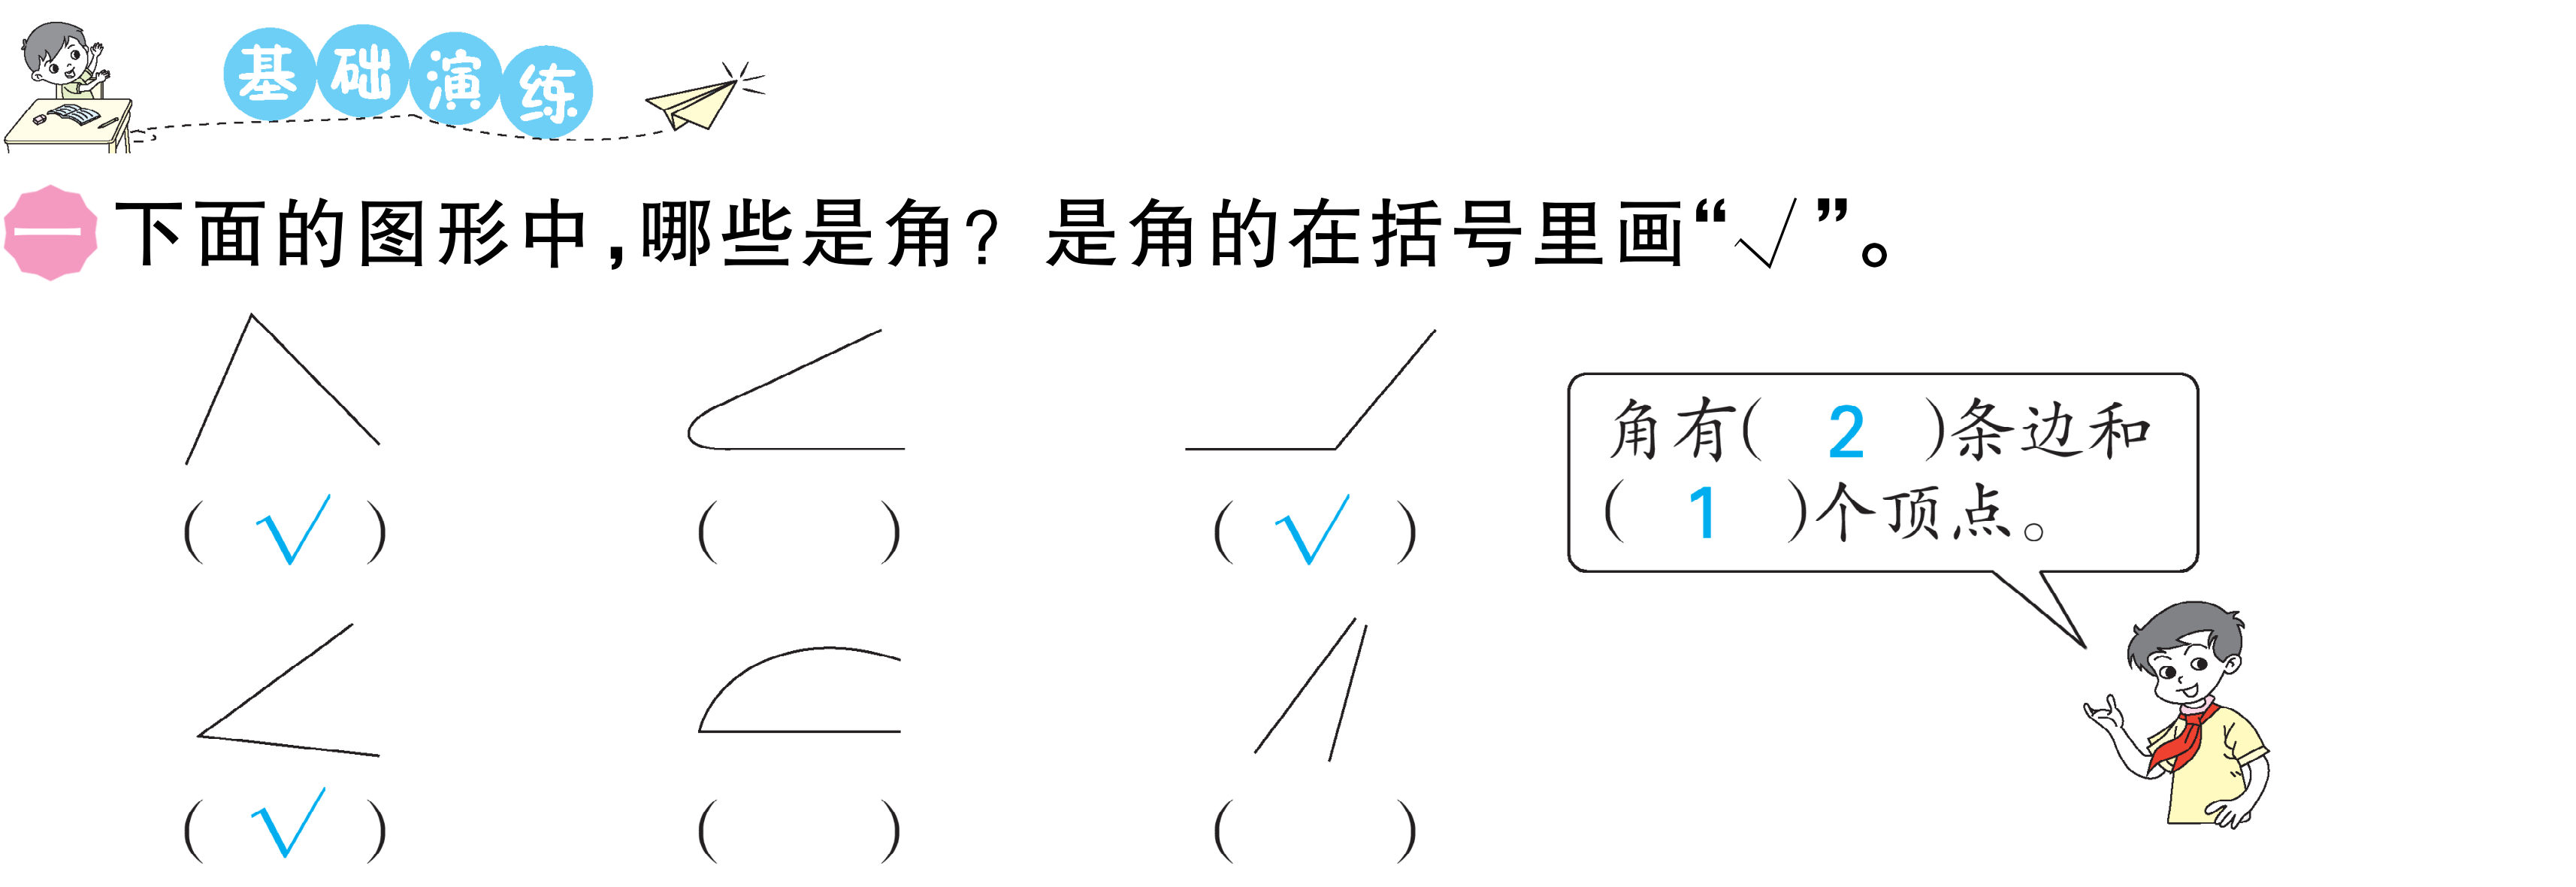 基础演练
一 下面的图形中,哪些是角? 是角的在括号里画“√”。
( √ ) ( ) ( √ )
角有( 2 )条边和
( 1 )个顶点。
( √ ) ( ) ( )